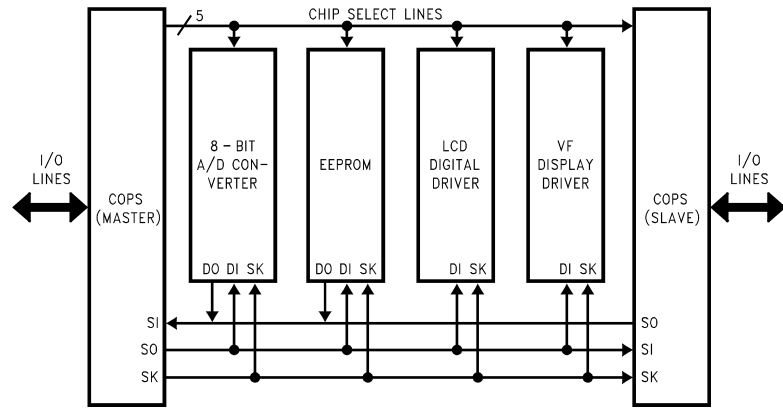 5
CHIP SELECT LINES
I/O
LINES
COPS
(MASTER)
8 - BIT
A/D CON-
VERTER
DO DI SK
EEPROM
DO DI SK
LCD
DIGITAL
DRIVER
DI SK
VF
DISPLAY
DRIVER
DI SK
COPS
(SLAVE)
I/O
LINES
SI
SO
SK
SO
SI
SK